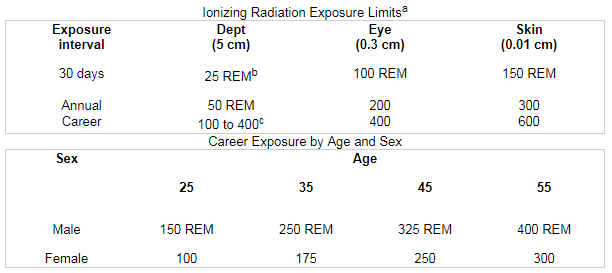 Ionizing Radiation Exposure Limitsa
Exposure interval Dept (5 cm) Eye (0.3 cm) Skin (0.01 cm)
30 days 25 REMb 100 REM 150 REM
Annual 50 REM 200 300
Career 100 to 400c 400 600
Career Exposure by Age and Sex
Sex Age
25 35 45 55
Male 150 REM 250 REM 325 REM 400 REM
Female 100 175 250 300